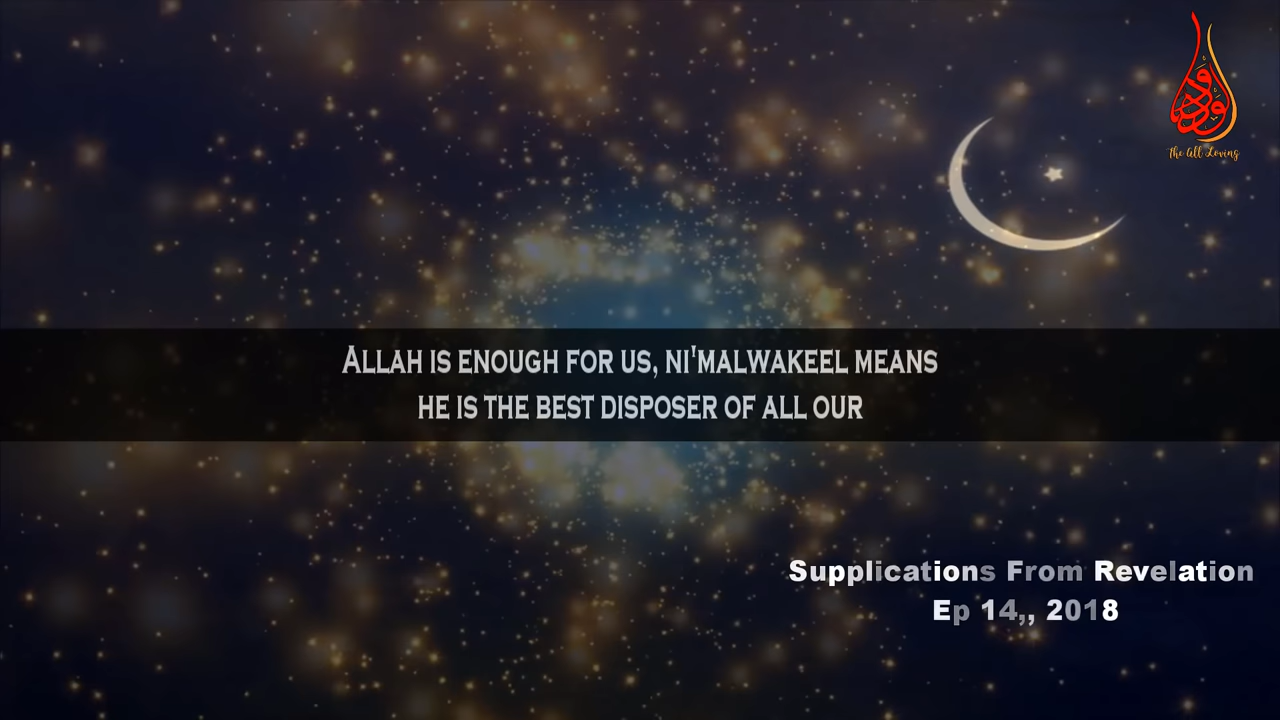 الودود
The All Loving
ALLAH IS ENOUGH FOR US, NI'MALWAKEEL MEANS
HE IS THE BEST DISPOSER OF ALL OUR
Supplications From Revelation
Ep 14,, 2018